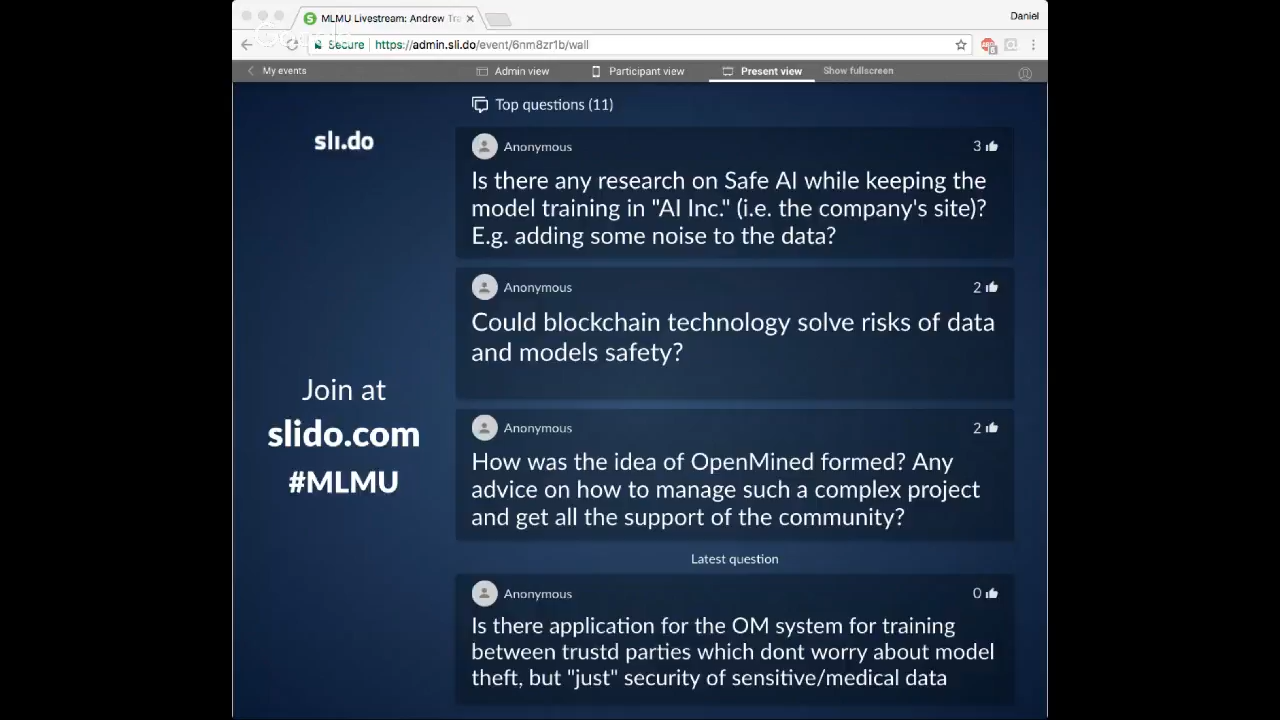 MLMU Livestream: Andrew Tra
Daniel
Secure https://admin.sli.do/event/6nm8zr1b/wall
My events Admin view Participant view Present view Show fullscreen
Top questions (11)
sli.do
Anonymous 3
Is there any research on Safe AI while keeping the
model training in "AI Inc." (i.e. the company's site)?
E.g. adding some noise to the data?
Anonymous 2
Could blockchain technology solve risks of data
and models safety?
Join at
slido.com
#MLMU
Anonymous 2
How was the idea of OpenMined formed? Any
advice on how to manage such a complex project
and get all the support of the community?
Latest question
Anonymous 0
Is there application for the OM system for training
between trustd parties which dont worry about model
theft, but "just" security of sensitive/medical data